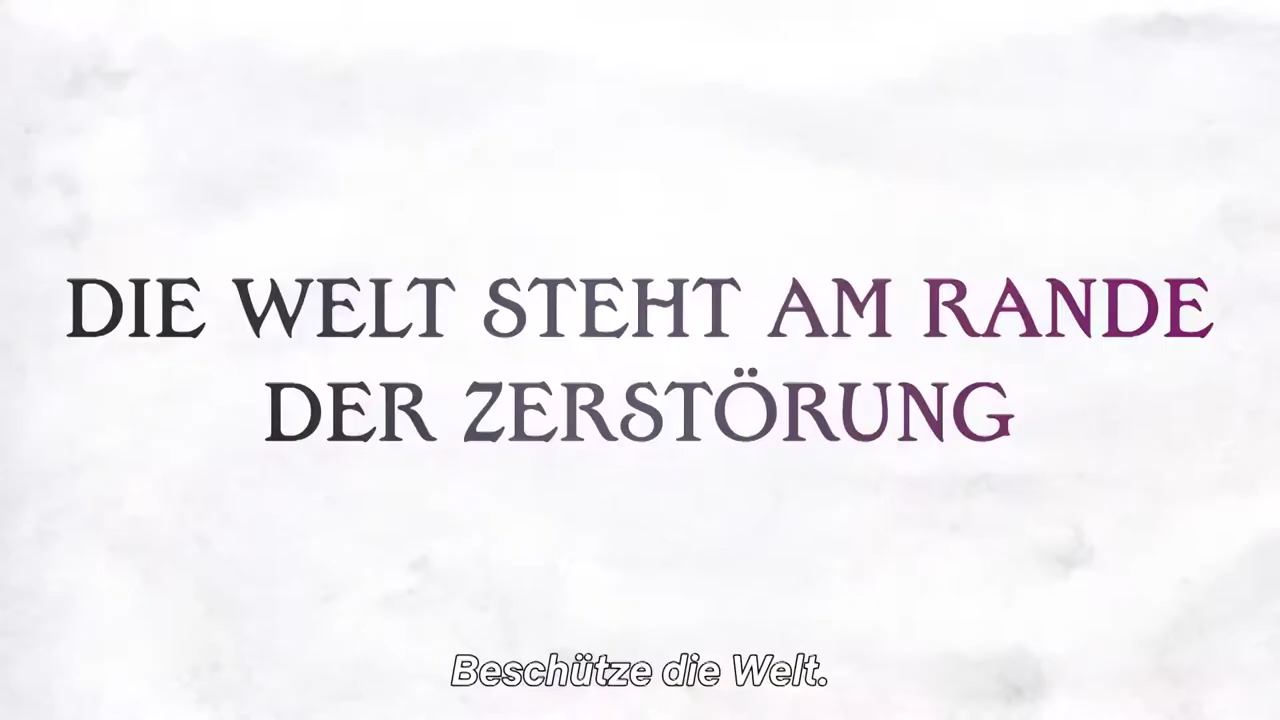 DIE WELT STEHT AM RANDE
DER ZERSTÖRUNG
Beschütze die Welt.